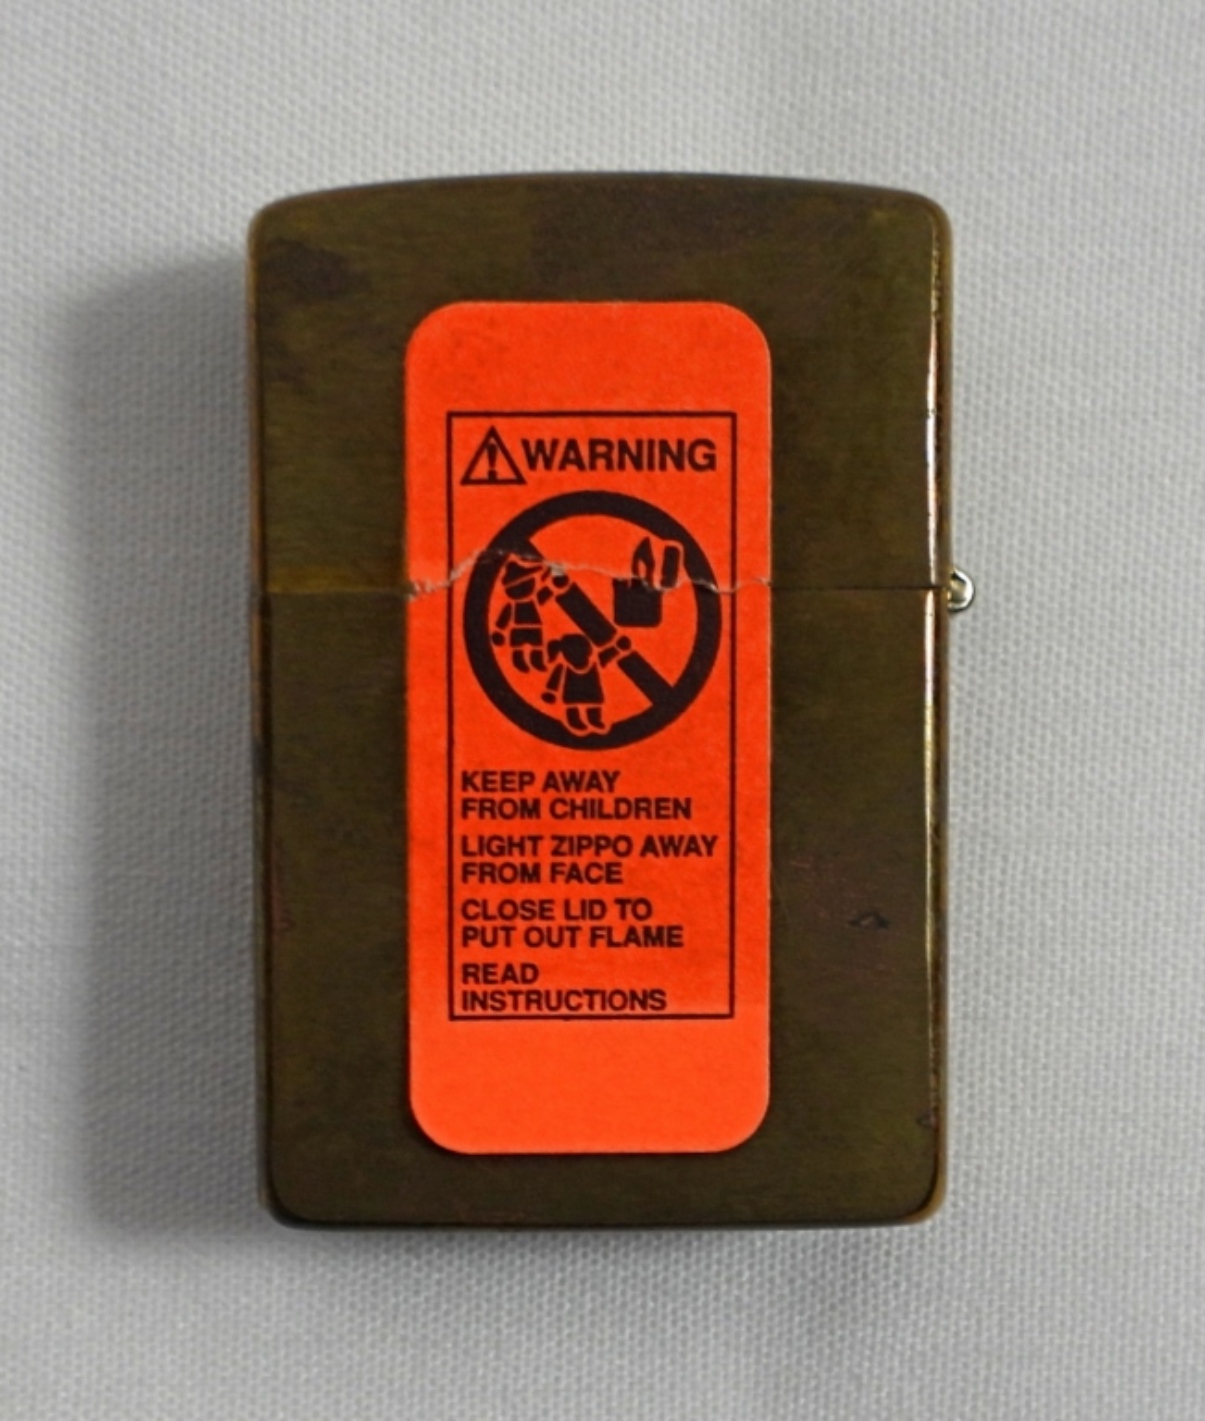 WARNING
KEEP AWAY
FROM CHILDREN
LIGHT ZIPPO AWAY
FROM FACE
CLOSE LID TO
PUT OUT FLAME
READ
INSTRUCTIONS